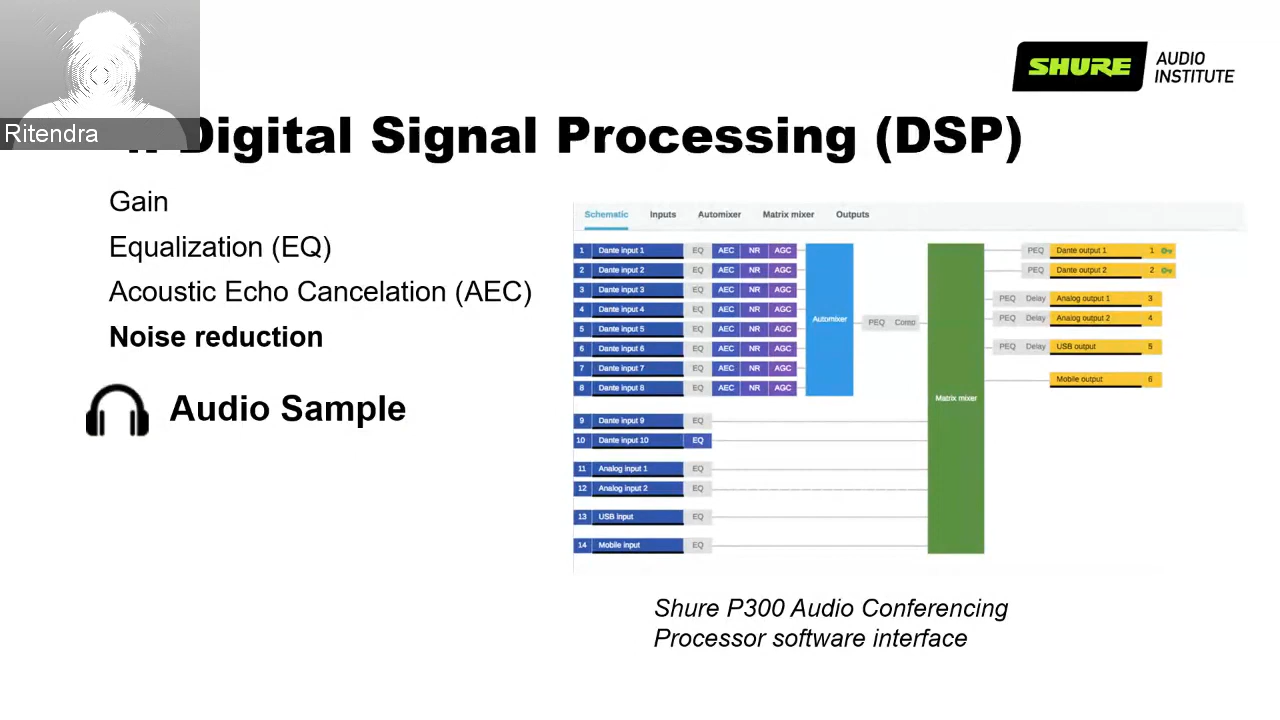 SHURE AUDIO
INSTITUTE
Ritendra
Digital Signal Processing (DSP)
Gain
Equalization (EQ)
Acoustic Echo Cancelation (AEC)
Noise reduction
Audio Sample
Schematic Inputs Automixer Matrix mixer Outputs
1 Dante input 1 EQ AEC NR AGC
2 Dante input 2 EQ AEC NR AGC
3 Dante input 3 EQ AEC NR AGC
4 Dante input 4 EQ AEC NR AGC
5 Dante input 5 EQ AEC NR AGC
6 Dante input 6 EQ AEC NR AGC
7 Dante input 7 EQ AEC NR AGC
8 Dante input 8 EQ AEC NR AGC
Automixer
PEQ Comp
9 Dante input 9 EQ
10 Dante input 10 EQ
11 Analog input 1 EQ
12 Analog input 2 EQ
13 USB input EQ
14 Mobile input EQ
Matrix mixer
PEQ Dante output 1 1
PEQ Dante output 2 2
PEQ Delay Analog output 1 3
PEQ Delay Analog output 2 4
PEQ Delay USB output 5
Mobile output 6
Shure P300 Audio Conferencing
Processor software interface